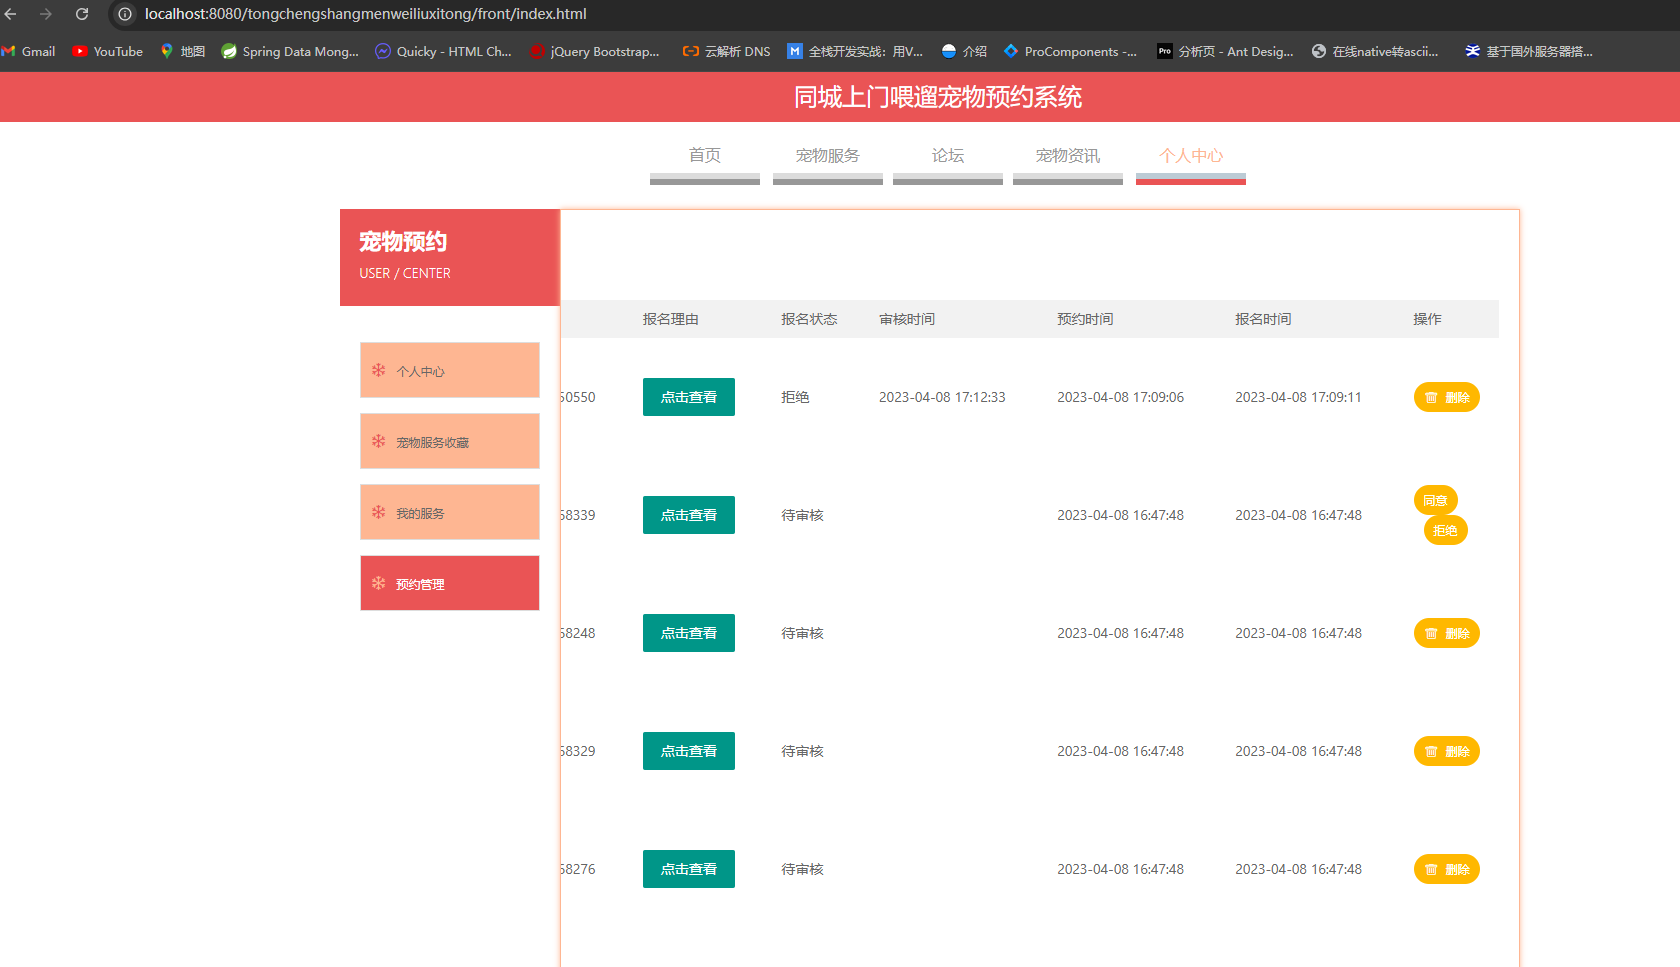 localhost:8080/tongchengshangmenweiliuxitong/front/index.html
Gmail YouTube 地图 Spring Data Mong... Quicky - HTML Ch... jQuery Bootstrap... 云解析 DNS 全栈开发实战：用V... 介绍 ProComponents -... Pro 分析页 - Ant Desig... 在线native转ascii... 基于国外服务器搭...
同城上门喂遛宠物预约系统
首页 宠物服务 论坛 宠物资讯 个人中心
宠物预约
USER / CENTER
个人中心
宠物服务收藏
我的服务
预约管理
报名理由 报名状态 审核时间 预约时间 报名时间 操作
50550 点击查看 拒绝 2023-04-08 17:12:33 2023-04-08 17:09:06 2023-04-08 17:09:11 删除
58339 点击查看 待审核 2023-04-08 16:47:48 2023-04-08 16:47:48 同意
拒绝
58248 点击查看 待审核 2023-04-08 16:47:48 2023-04-08 16:47:48 删除
58329 点击查看 待审核 2023-04-08 16:47:48 2023-04-08 16:47:48 删除
58276 点击查看 待审核 2023-04-08 16:47:48 2023-04-08 16:47:48 删除